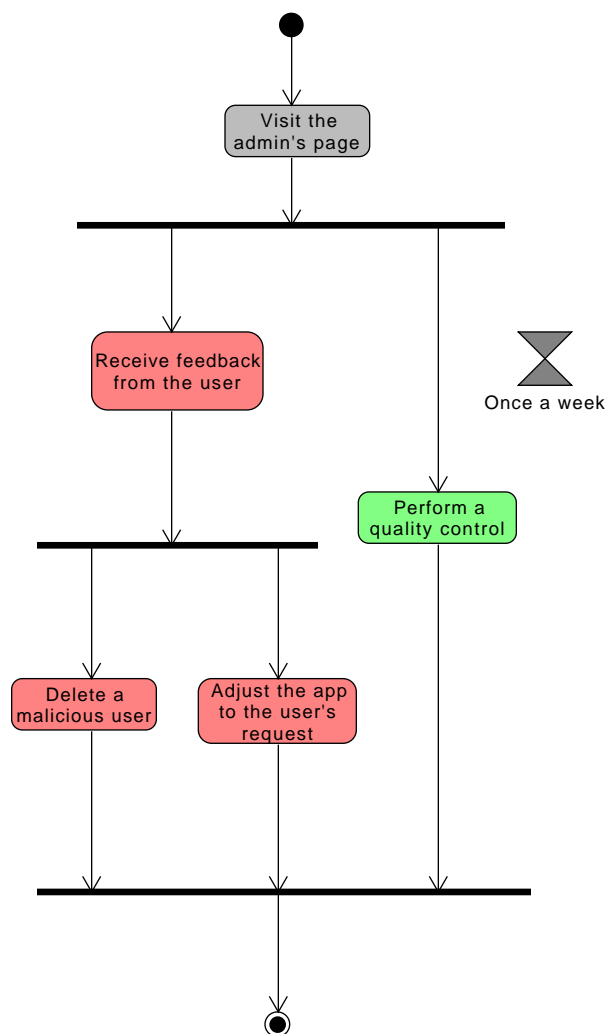 Visit the
admin's page
Receive feedback
from the user
Once a week
Perform a
quality control
Delete a
malicious user
Adjust the app
to the user's
request